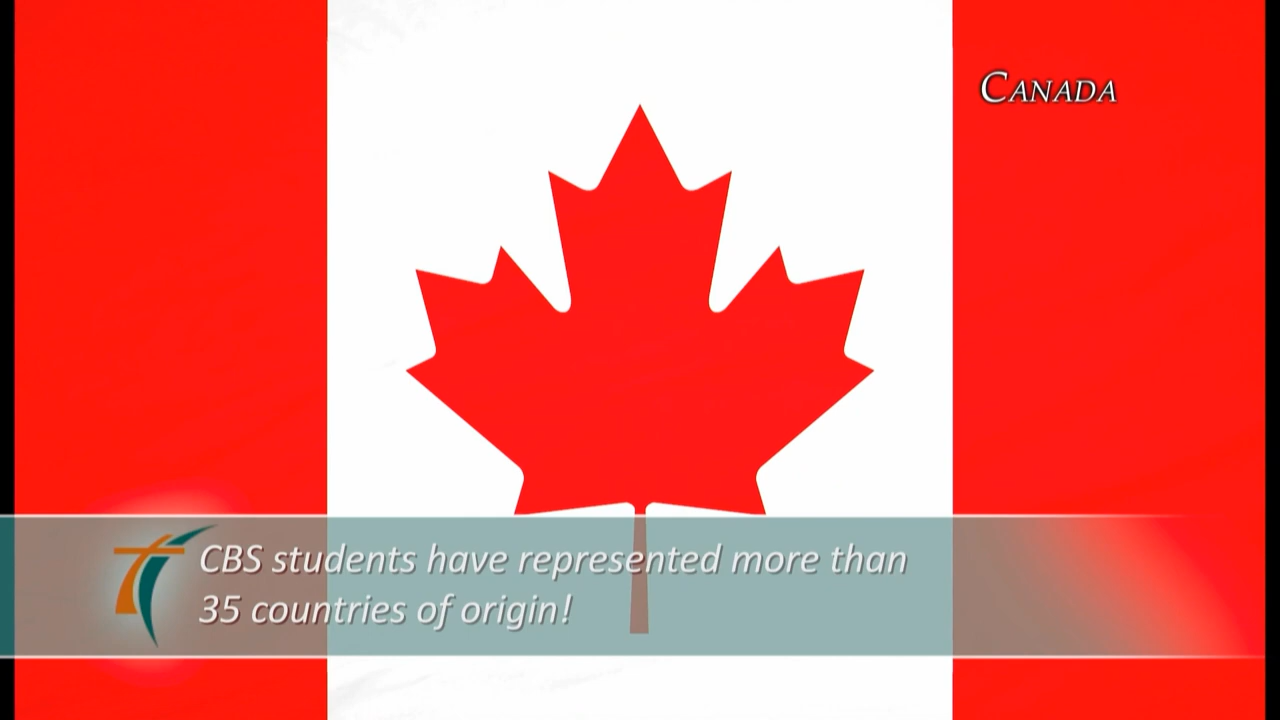 CANADA
CBS students have represented more than
35 countries of origin!